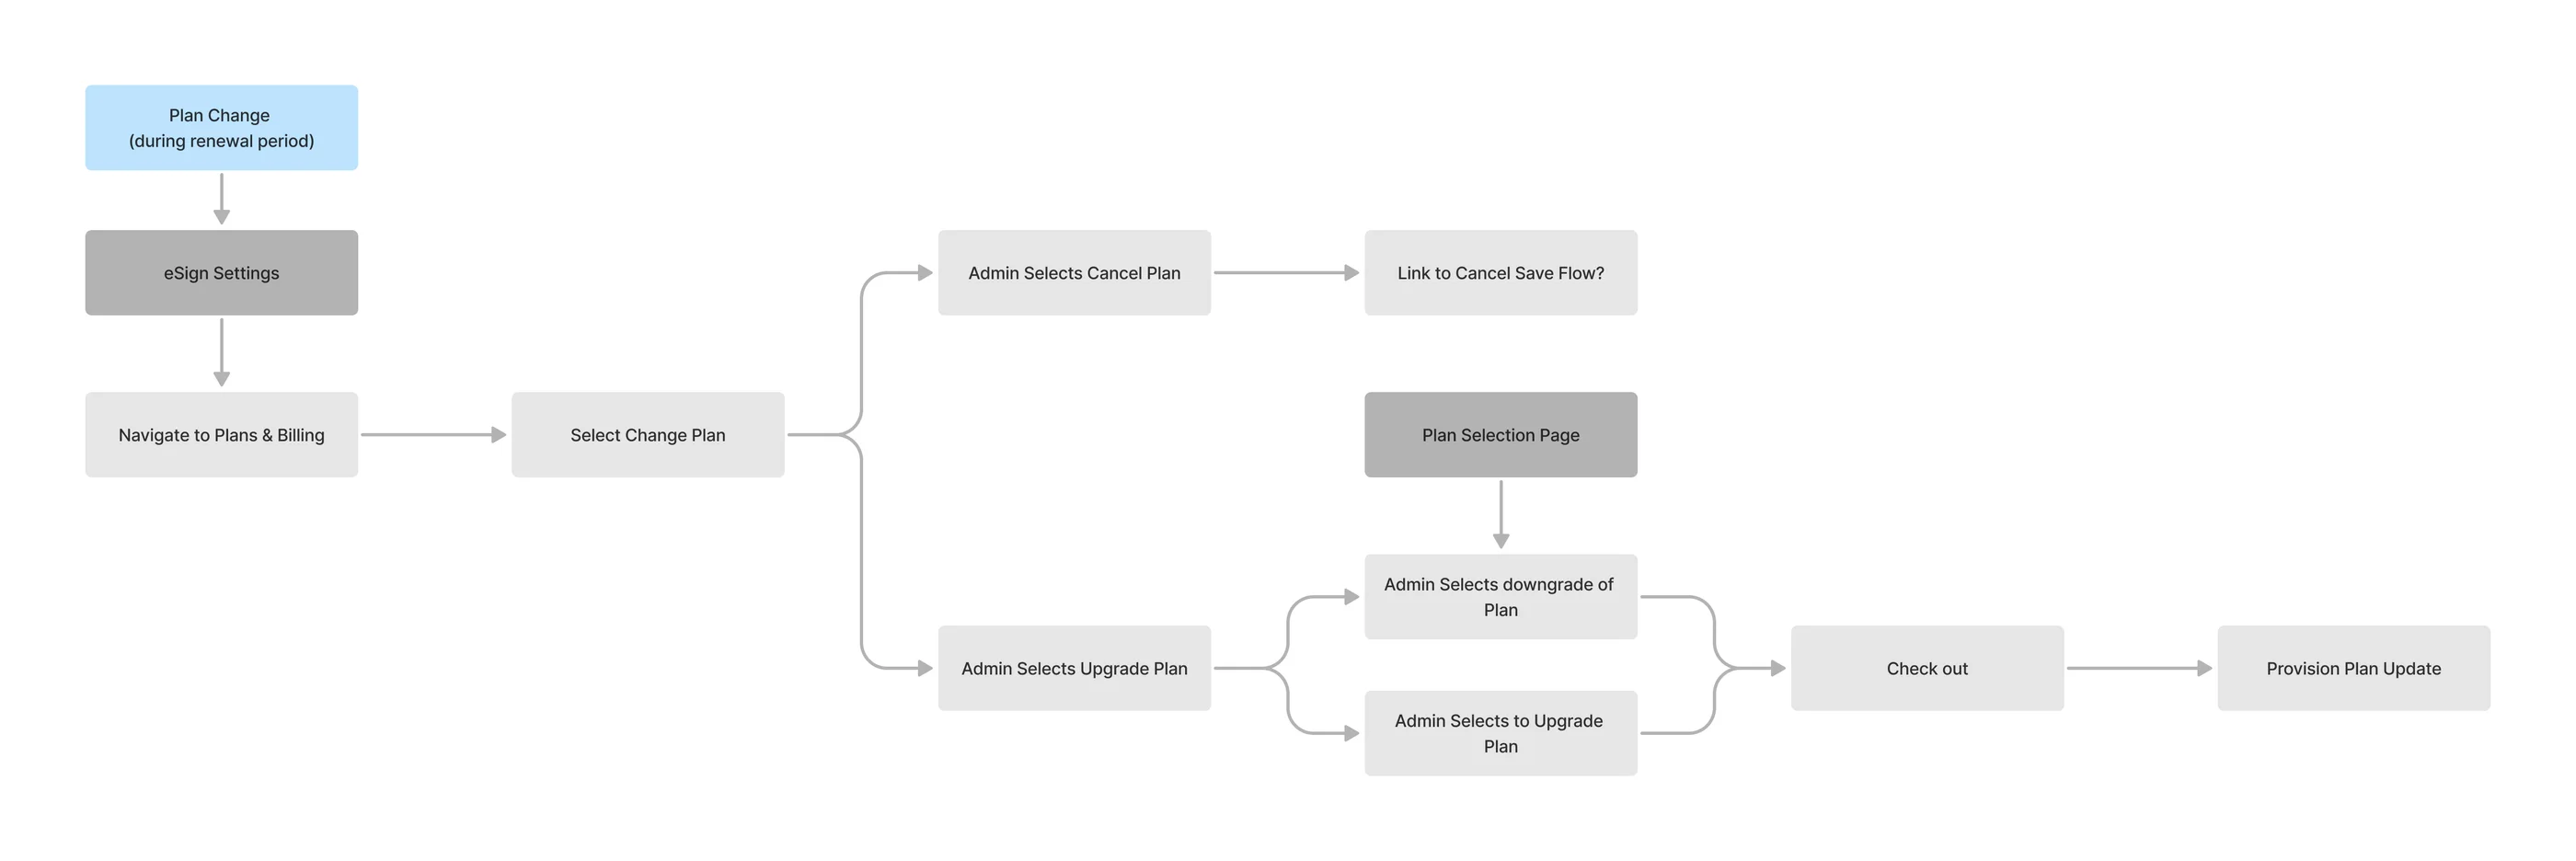 Plan Change
(during renewal period)
eSign Settings
Navigate to Plans & Billing
Select Change Plan
Admin Selects Cancel Plan
Link to Cancel Save Flow?
Admin Selects Upgrade Plan
Plan Selection Page
Admin Selects downgrade of
Plan
Admin Selects to Upgrade
Plan
Check out
Provision Plan Update